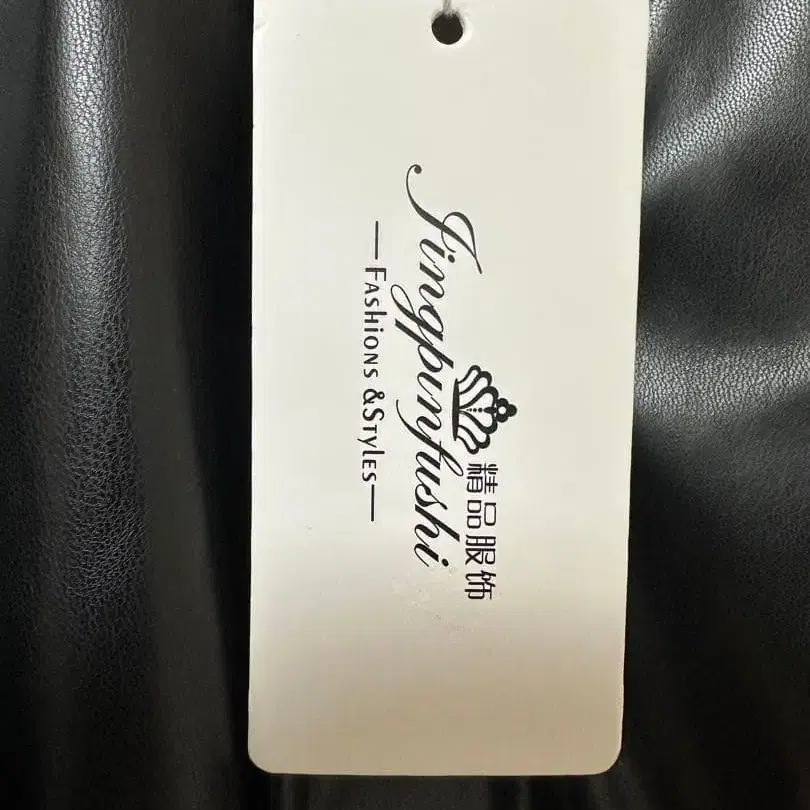 精品服饰
Jingpinfushi
—Fashions &Styles—